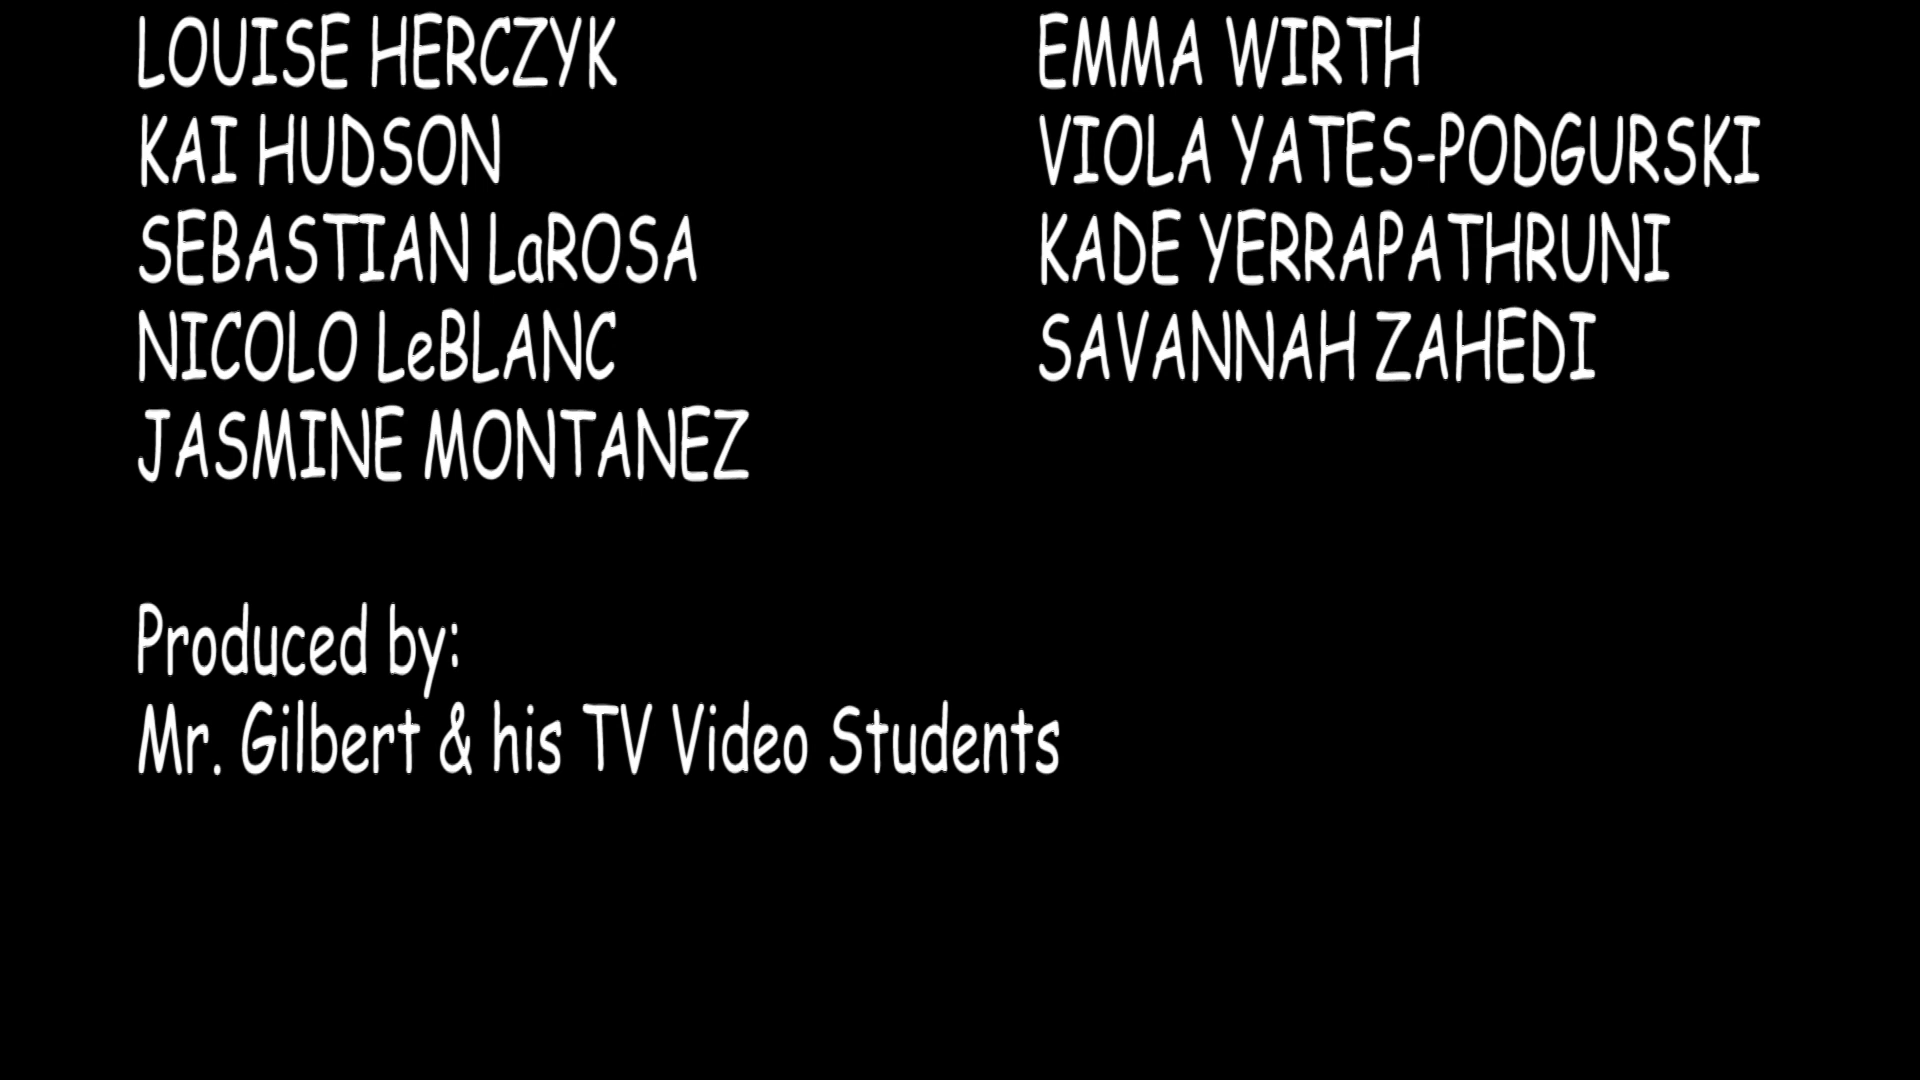 LOUISE HERCZYK
KAI HUDSON
SEBASTIAN LaROSA
NICOLO LeBLANC
JASMINE MONTANEZ
EMMA WIRTH
VIOLA YATES-PODGURSKI
KADE YERRAPATHRUNI
SAVANNAH ZAHEDI
Produced by:
Mr. Gilbert & his TV Video Students